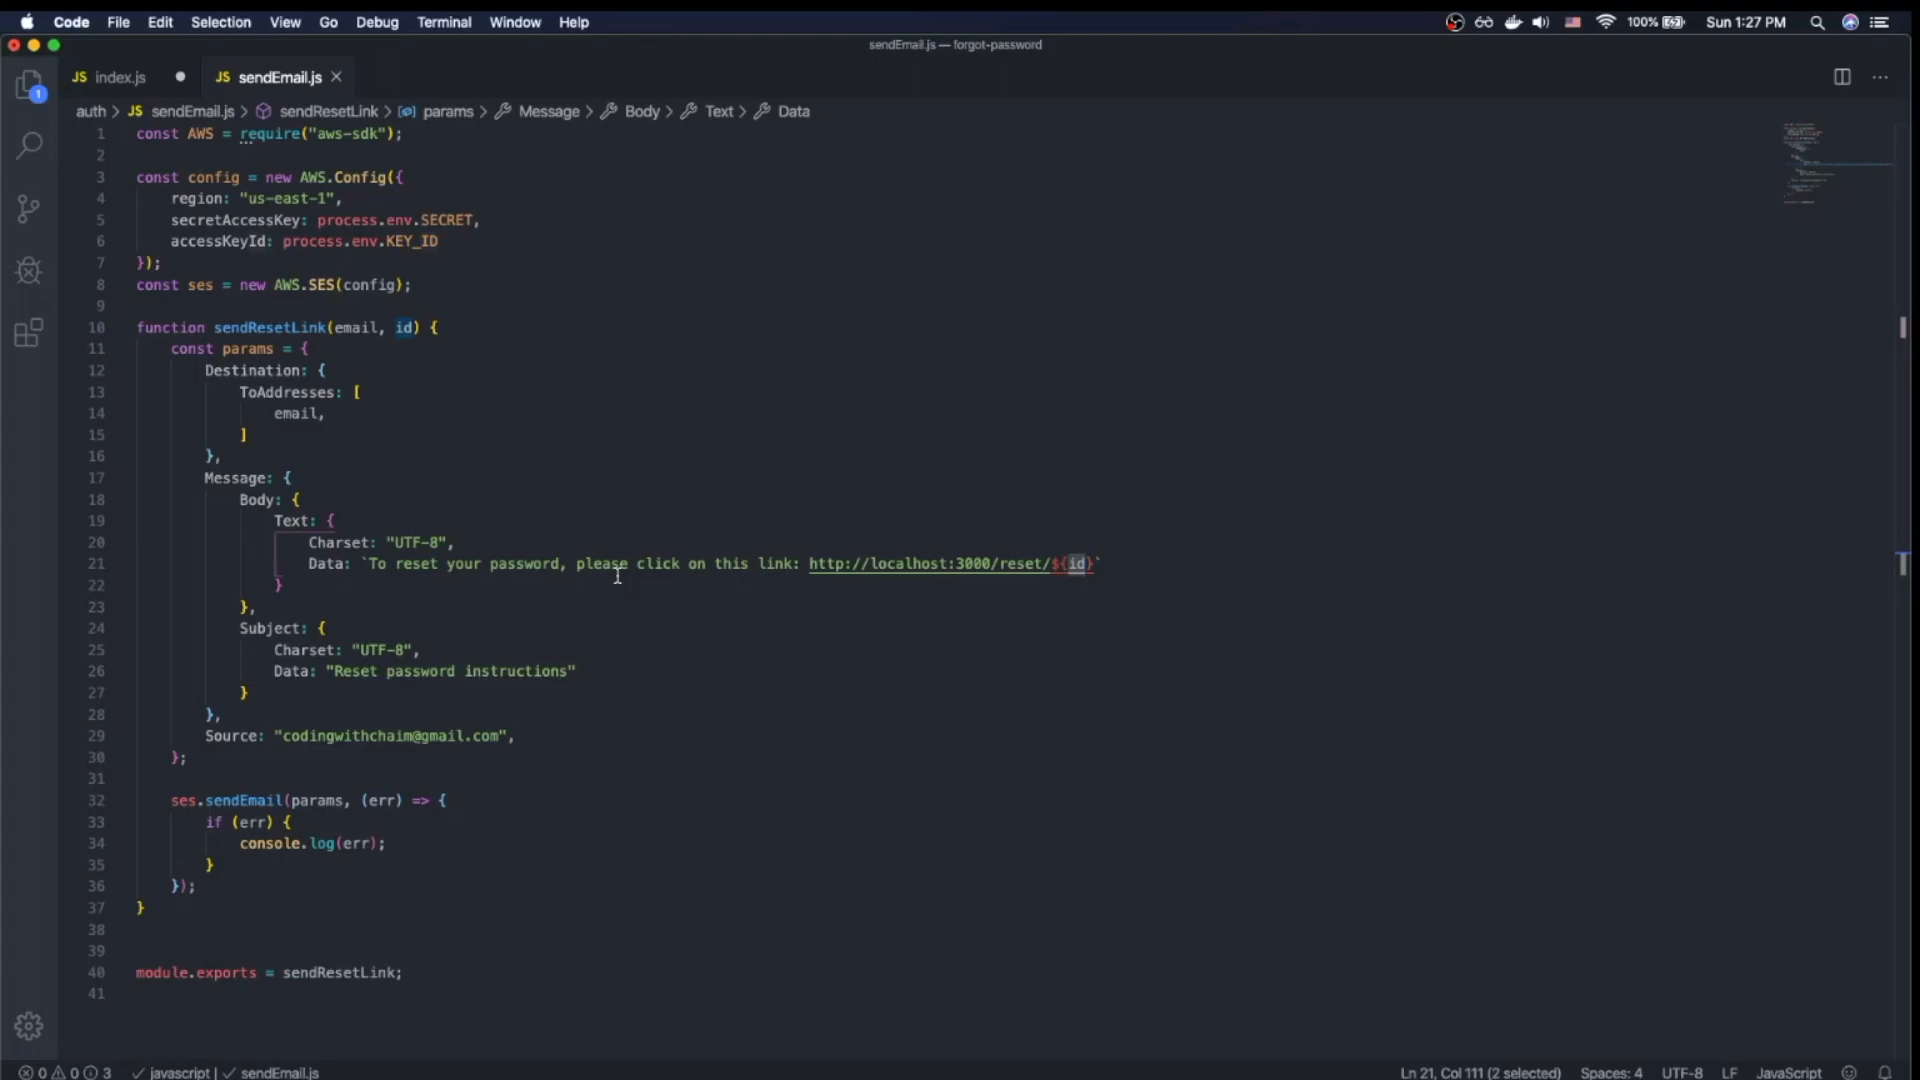 Code File Edit Selection View Go Debug Terminal Window Help 100% Sun 1:27 PM
sendEmail.js — forgot-password
JS index.js JS sendEmail.js
1
auth > JS sendEmail.js > sendResetLink > params > Message > Body > Text > Data
1 const AWS = require("aws-sdk");
2
3 const config = new AWS.Config({
4 region: "us-east-1",
5 secretAccessKey: process.env.SECRET,
6 accessKeyId: process.env.KEY_ID
7 });
8 const ses = new AWS.SES(config);
9
10 function sendResetLink(email, id) {
11 const params = {
12 Destination: {
13 ToAddresses: [
14 email,
15 ]
16 },
17 Message: {
18 Body: {
19 Text: {
20 Charset: "UTF-8",
21 Data: `To reset your password, please click on this link: http://localhost:3000/reset/${id}`
22 }
23 },
24 Subject: {
25 Charset: "UTF-8",
26 Data: "Reset password instructions"
27 }
28 },
29 Source: "codingwithchaim@gmail.com",
30 };
31
32 ses.sendEmail(params, (err) => {
33 if (err) {
34 console.log(err);
35 }
36 });
37 }
38
39
40 module.exports = sendResetLink;
41
0 0 3 javascript | sendEmail.js Ln 21, Col 111 (2 selected) Spaces: 4 UTF-8 LF JavaScript